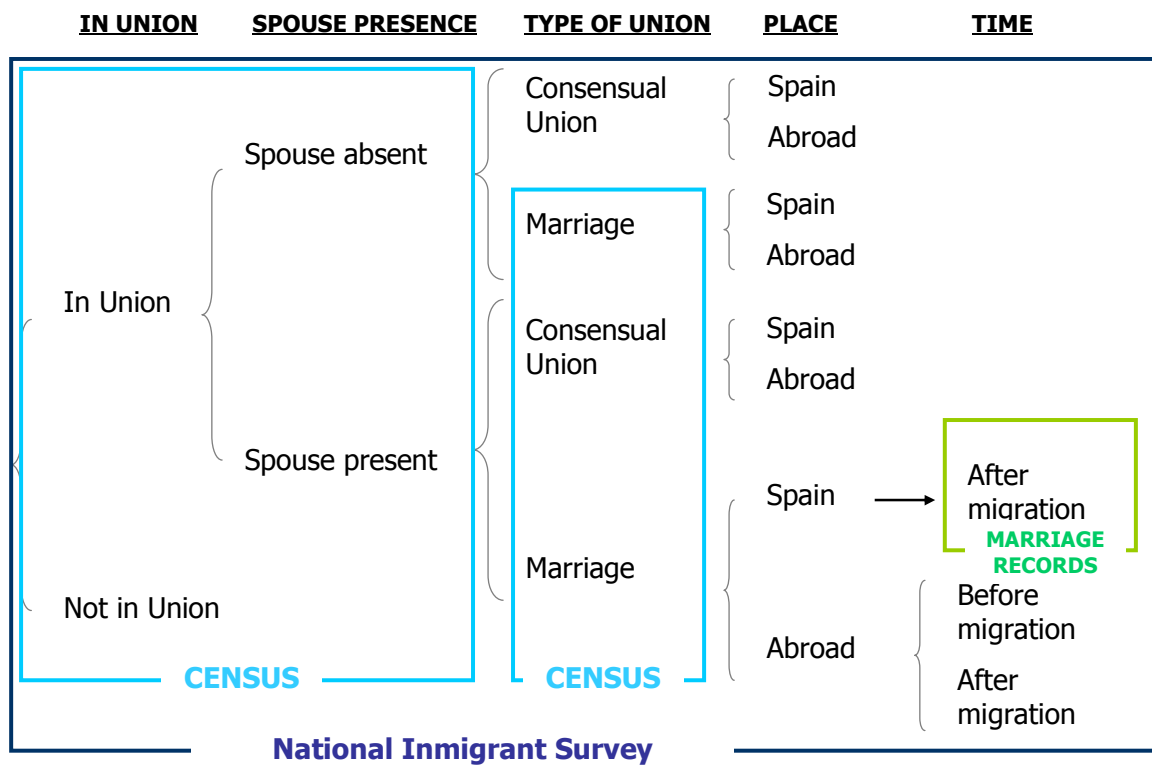 IN UNION SPOUSE PRESENCE TYPE OF UNION PLACE TIME
Consensual
Union
Spain
Abroad
Spouse absent
Marriage
Spain
Abroad
In Union
Consensual
Union
Spain
Abroad
Spouse present
Spain
After
migration
MARRIAGE
RECORDS
Marriage
Not in Union
Abroad
Before
migration
After
migration
CENSUS
CENSUS
National Inmigrant Survey